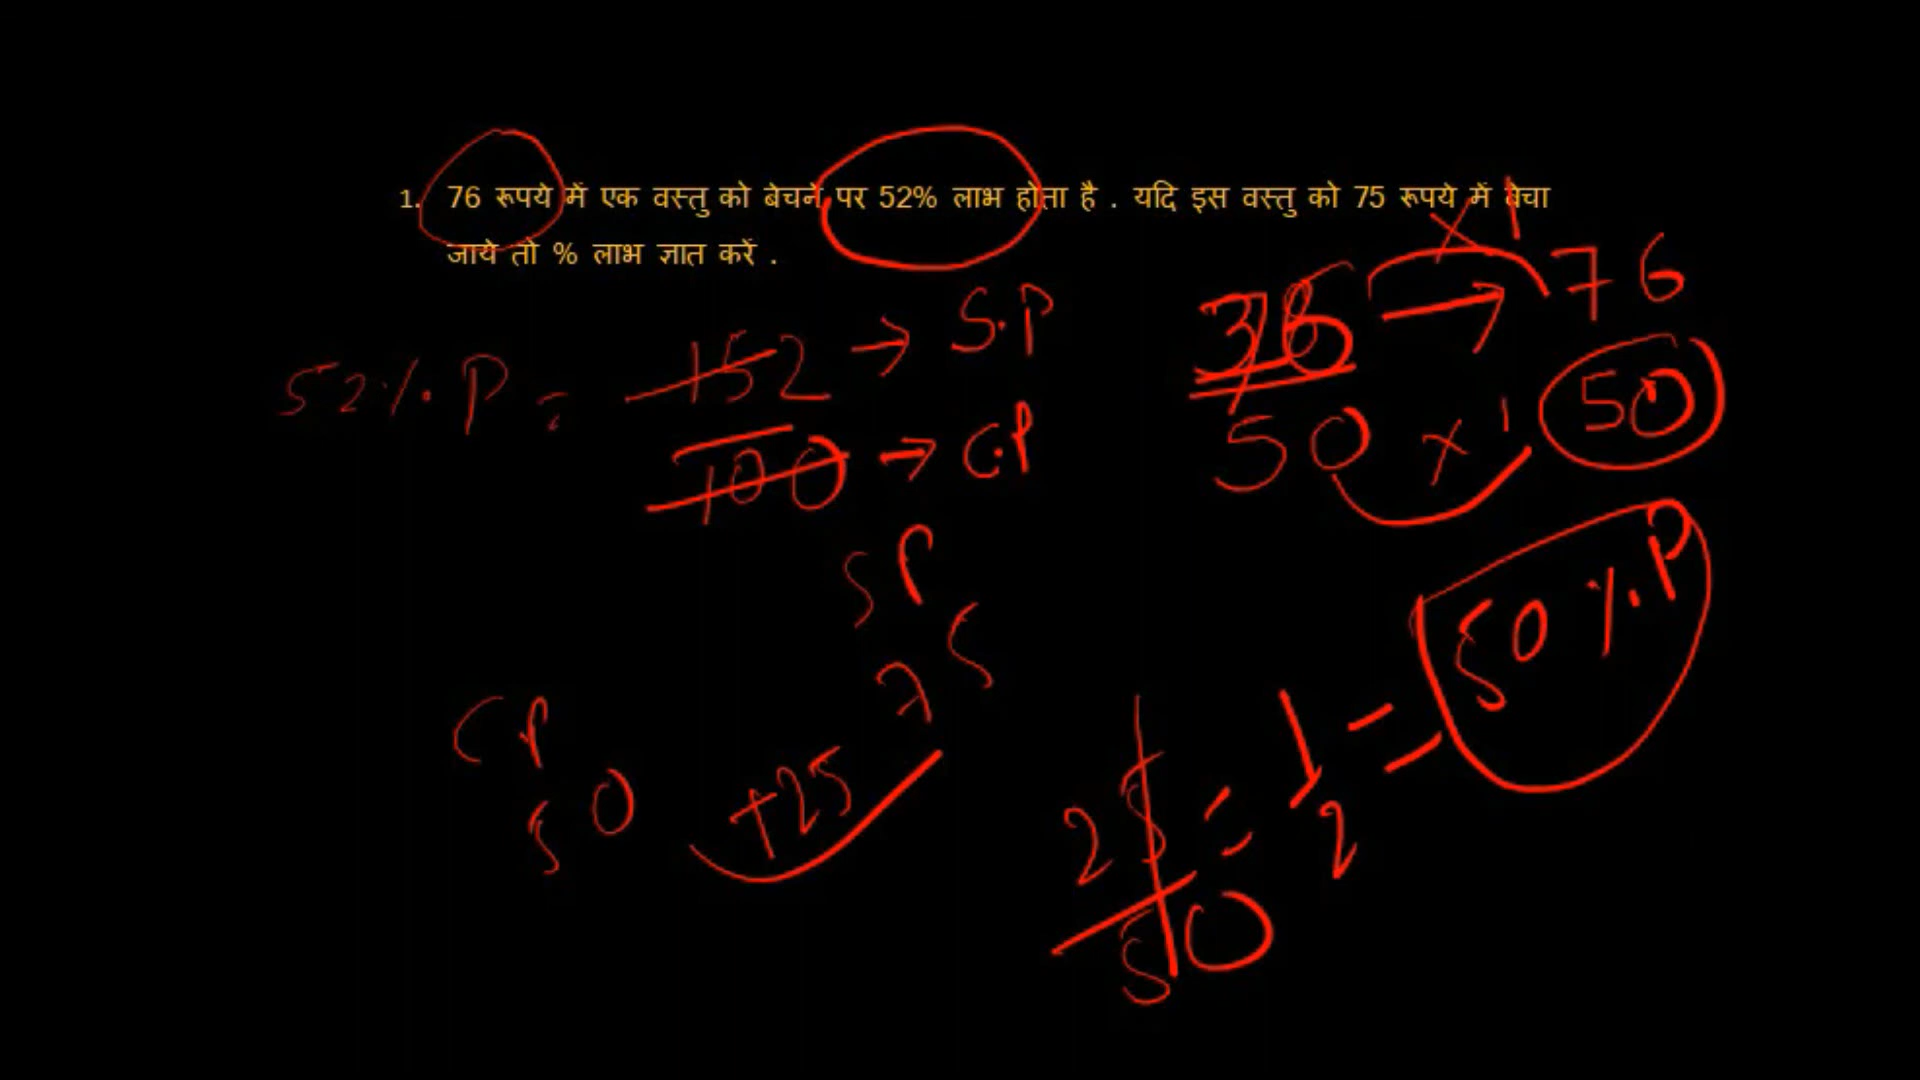 1. 76 रूपये में एक वस्तु को बेचने पर 52% लाभ होता है . यदि इस वस्तु को 75 रूपये में बेचा
जाये तो % लाभ ज्ञात करें .
52%. P = 152 → S.P
100 → C.P
76 → 76
×1
50 ×1 50
SP
75
CP
50
+25
25/50 = 1/2 = 50%.P